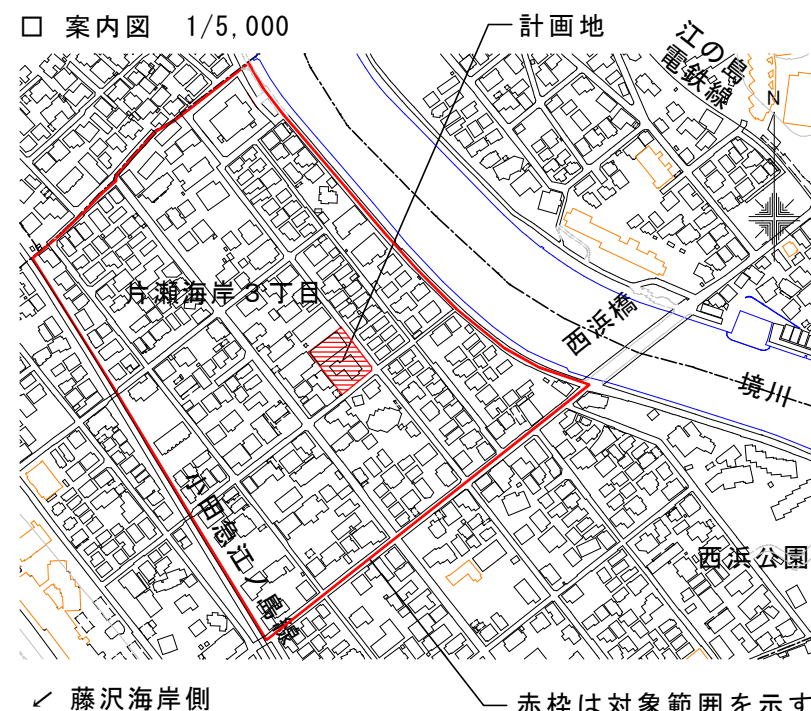 □ 案内図 1/5,000
計画地
江の島
電鉄線
N
片瀬海岸3丁目
西浜橋
境川
小田急江ノ島線
西浜公園
↙ 藤沢海岸側
赤枠は対象範囲を示す